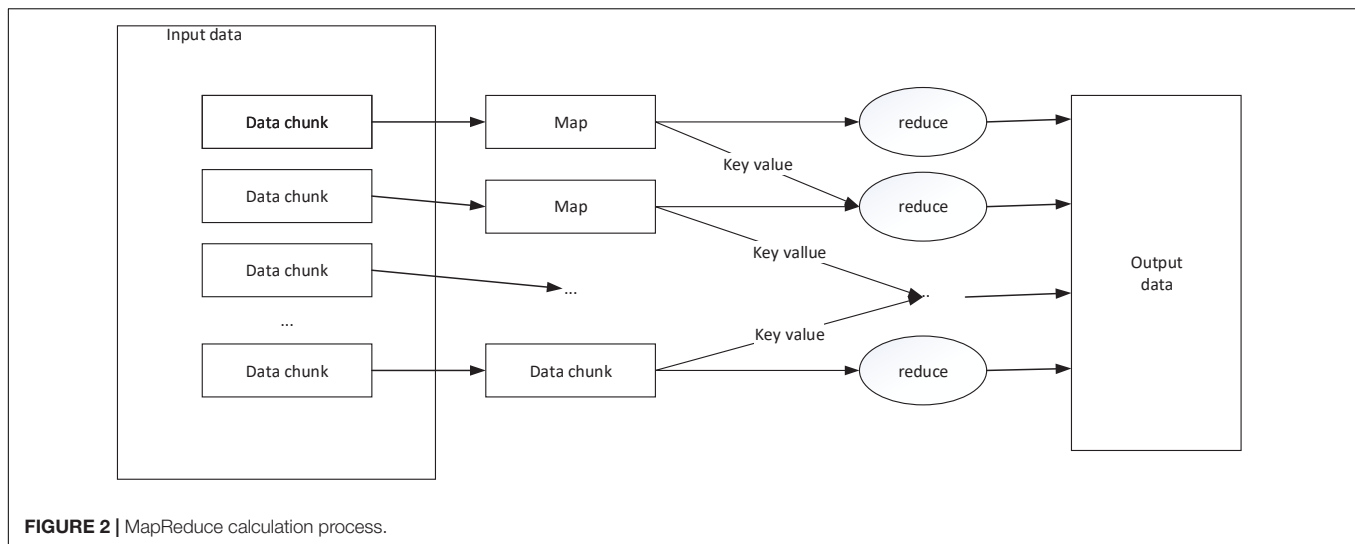 Input data
Data chunk
Map
reduce
Key value
Data chunk
Map
reduce
Key vallue
Data chunk
...
..
Output
data
...
Key value
Data chunk
Data chunk
reduce
FIGURE 2 | MapReduce calculation process.